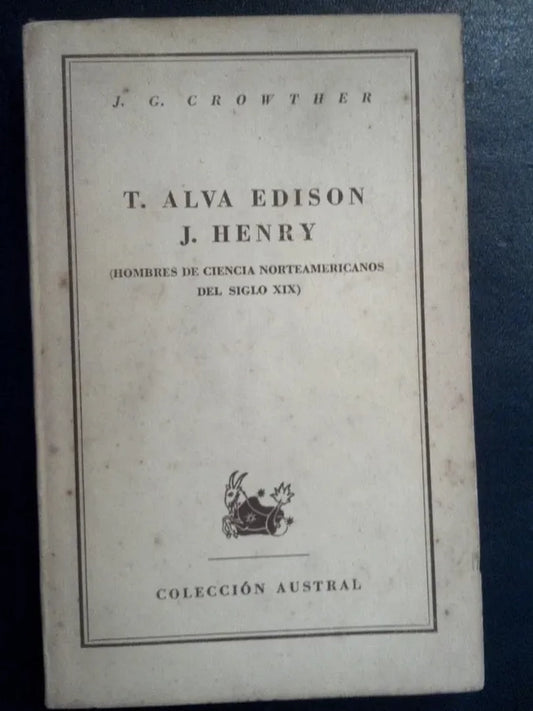 J. G. CROWTHER
T. ALVA EDISON
J. HENRY
(HOMBRES DE CIENCIA NORTEAMERICANOS
DEL SIGLO XIX)
COLECCIÓN AUSTRAL